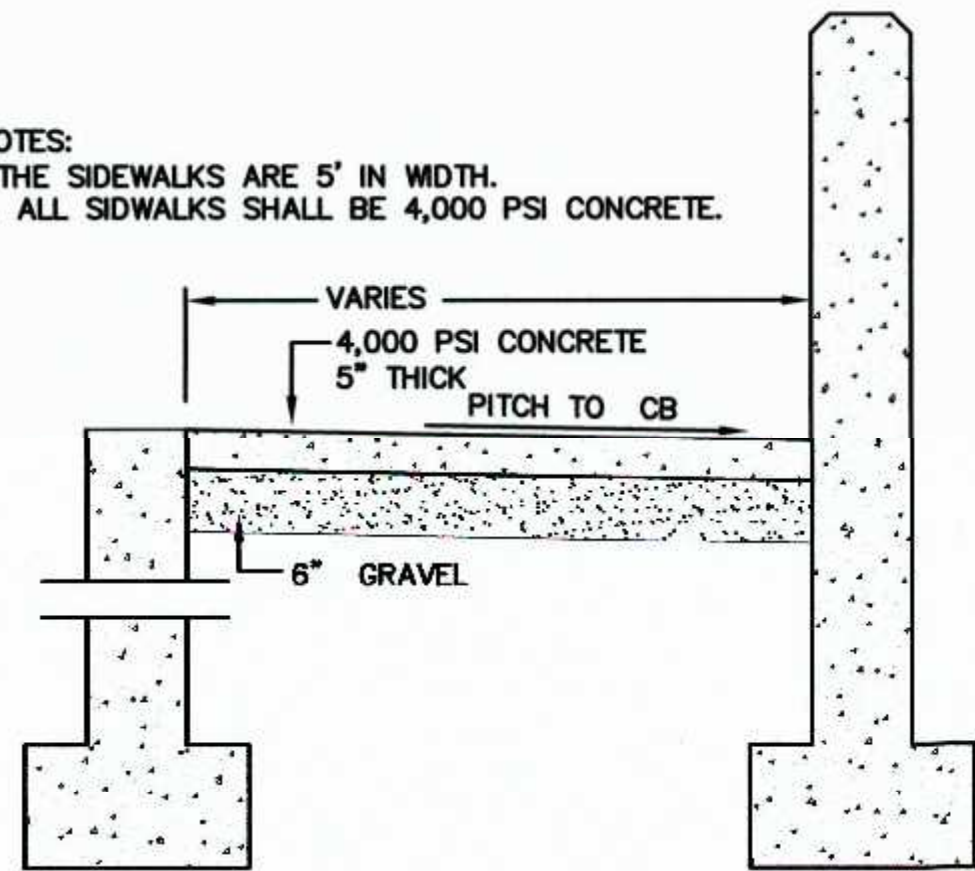 OTES:
THE SIDEWALKS ARE 5' IN WIDTH.
ALL SIDWALKS SHALL BE 4,000 PSI CONCRETE.
VARIES
4,000 PSI CONCRETE
5" THICK
PITCH TO CB
6" GRAVEL